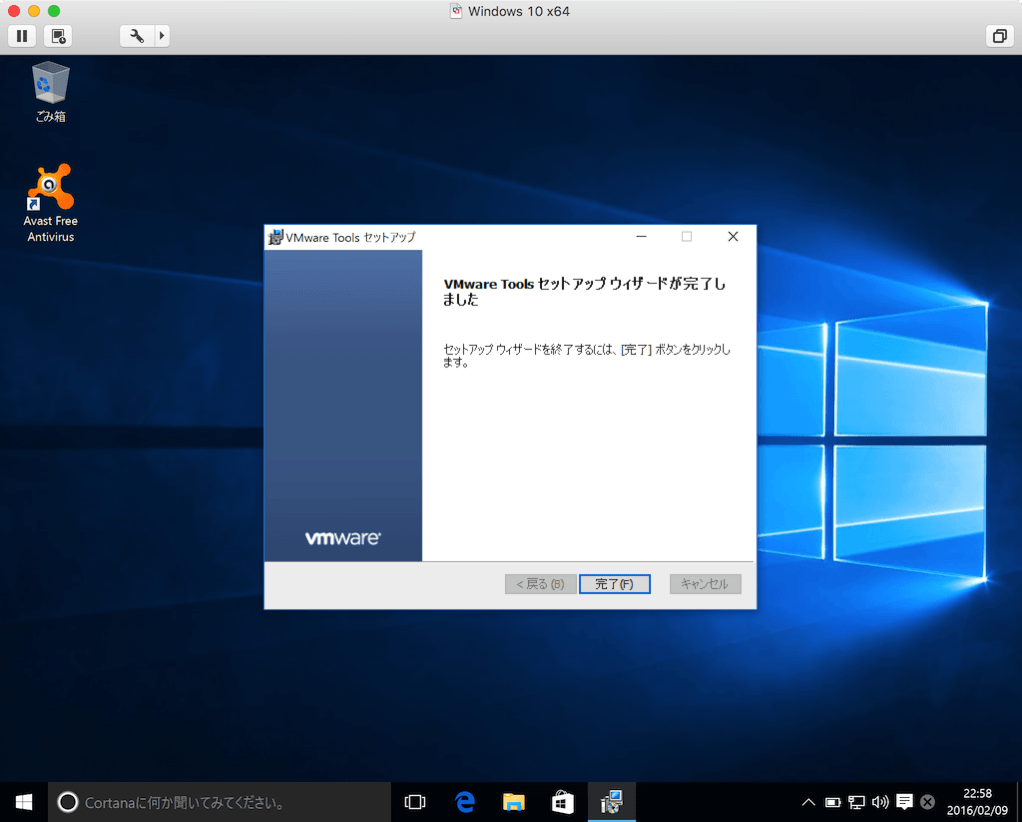 Windows 10 x64
ごみ箱
Avast Free
Antivirus
VMware Tools セットアップ
VMware Tools セットアップ ウィザードが完了し
ました
セットアップ ウィザードを終了するには、[完了] ボタンをクリックし
ます。
vmware®
< 戻る (B)
完了(F)
キャンセル
Cortanaに何か聞いてみてください。
22:58
2016/02/09